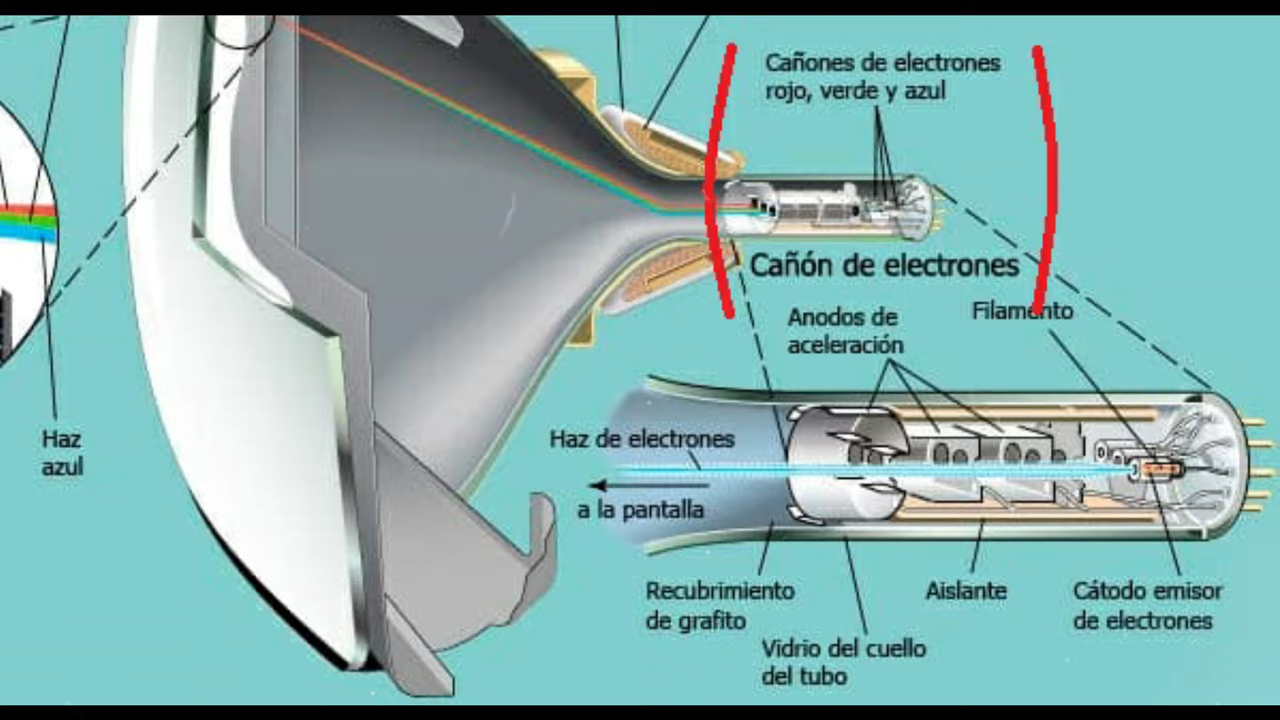 Cañones de electrones
rojo, verde y azul
Cañón de electrones
Anodos de
aceleración
Filamento
Haz
azul
Haz de electrones
a la pantalla
Recubrimiento
de grafito
Vidrio del cuello
del tubo
Aislante
Cátodo emisor
de electrones